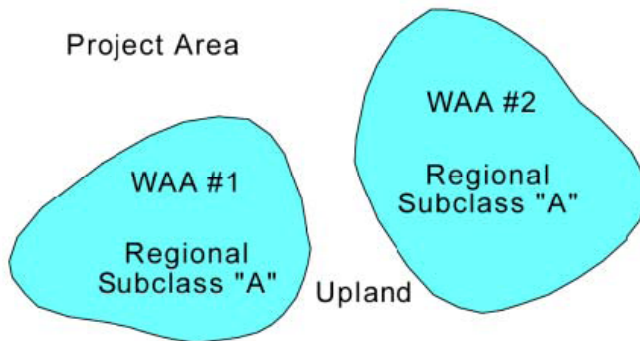 Project Area
WAA #1
Regional
Subclass "A"
Upland
WAA #2
Regional
Subclass "A"